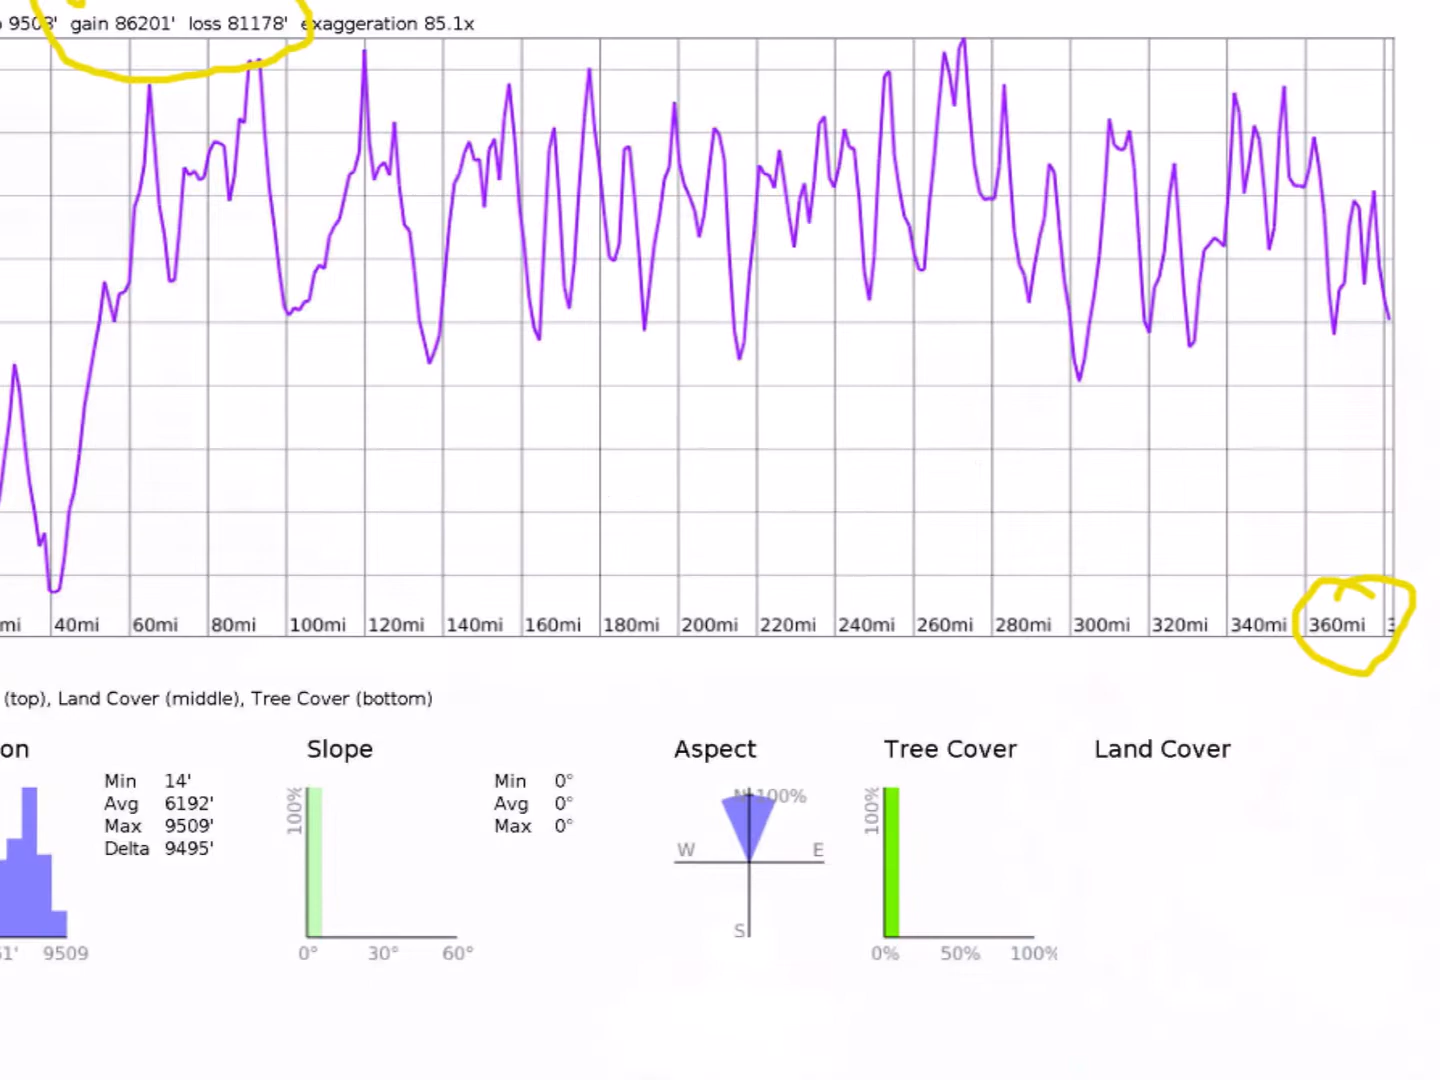 9503' gain 86201' loss 81178' exaggeration 85.1x
mi 40mi 60mi 80mi 100mi 120mi 140mi 160mi 180mi 200mi 220mi 240mi 260mi 280mi 300mi 320mi 340mi 360mi
(top), Land Cover (middle), Tree Cover (bottom)
on Slope Aspect Tree Cover Land Cover
Min 14'
Avg 6192'
Max 9509'
Delta 9495'
9509
100%
0° 30° 60°
Min 0°
Avg 0°
Max 0°
N 100%
W E
S
100%
0% 50% 100%